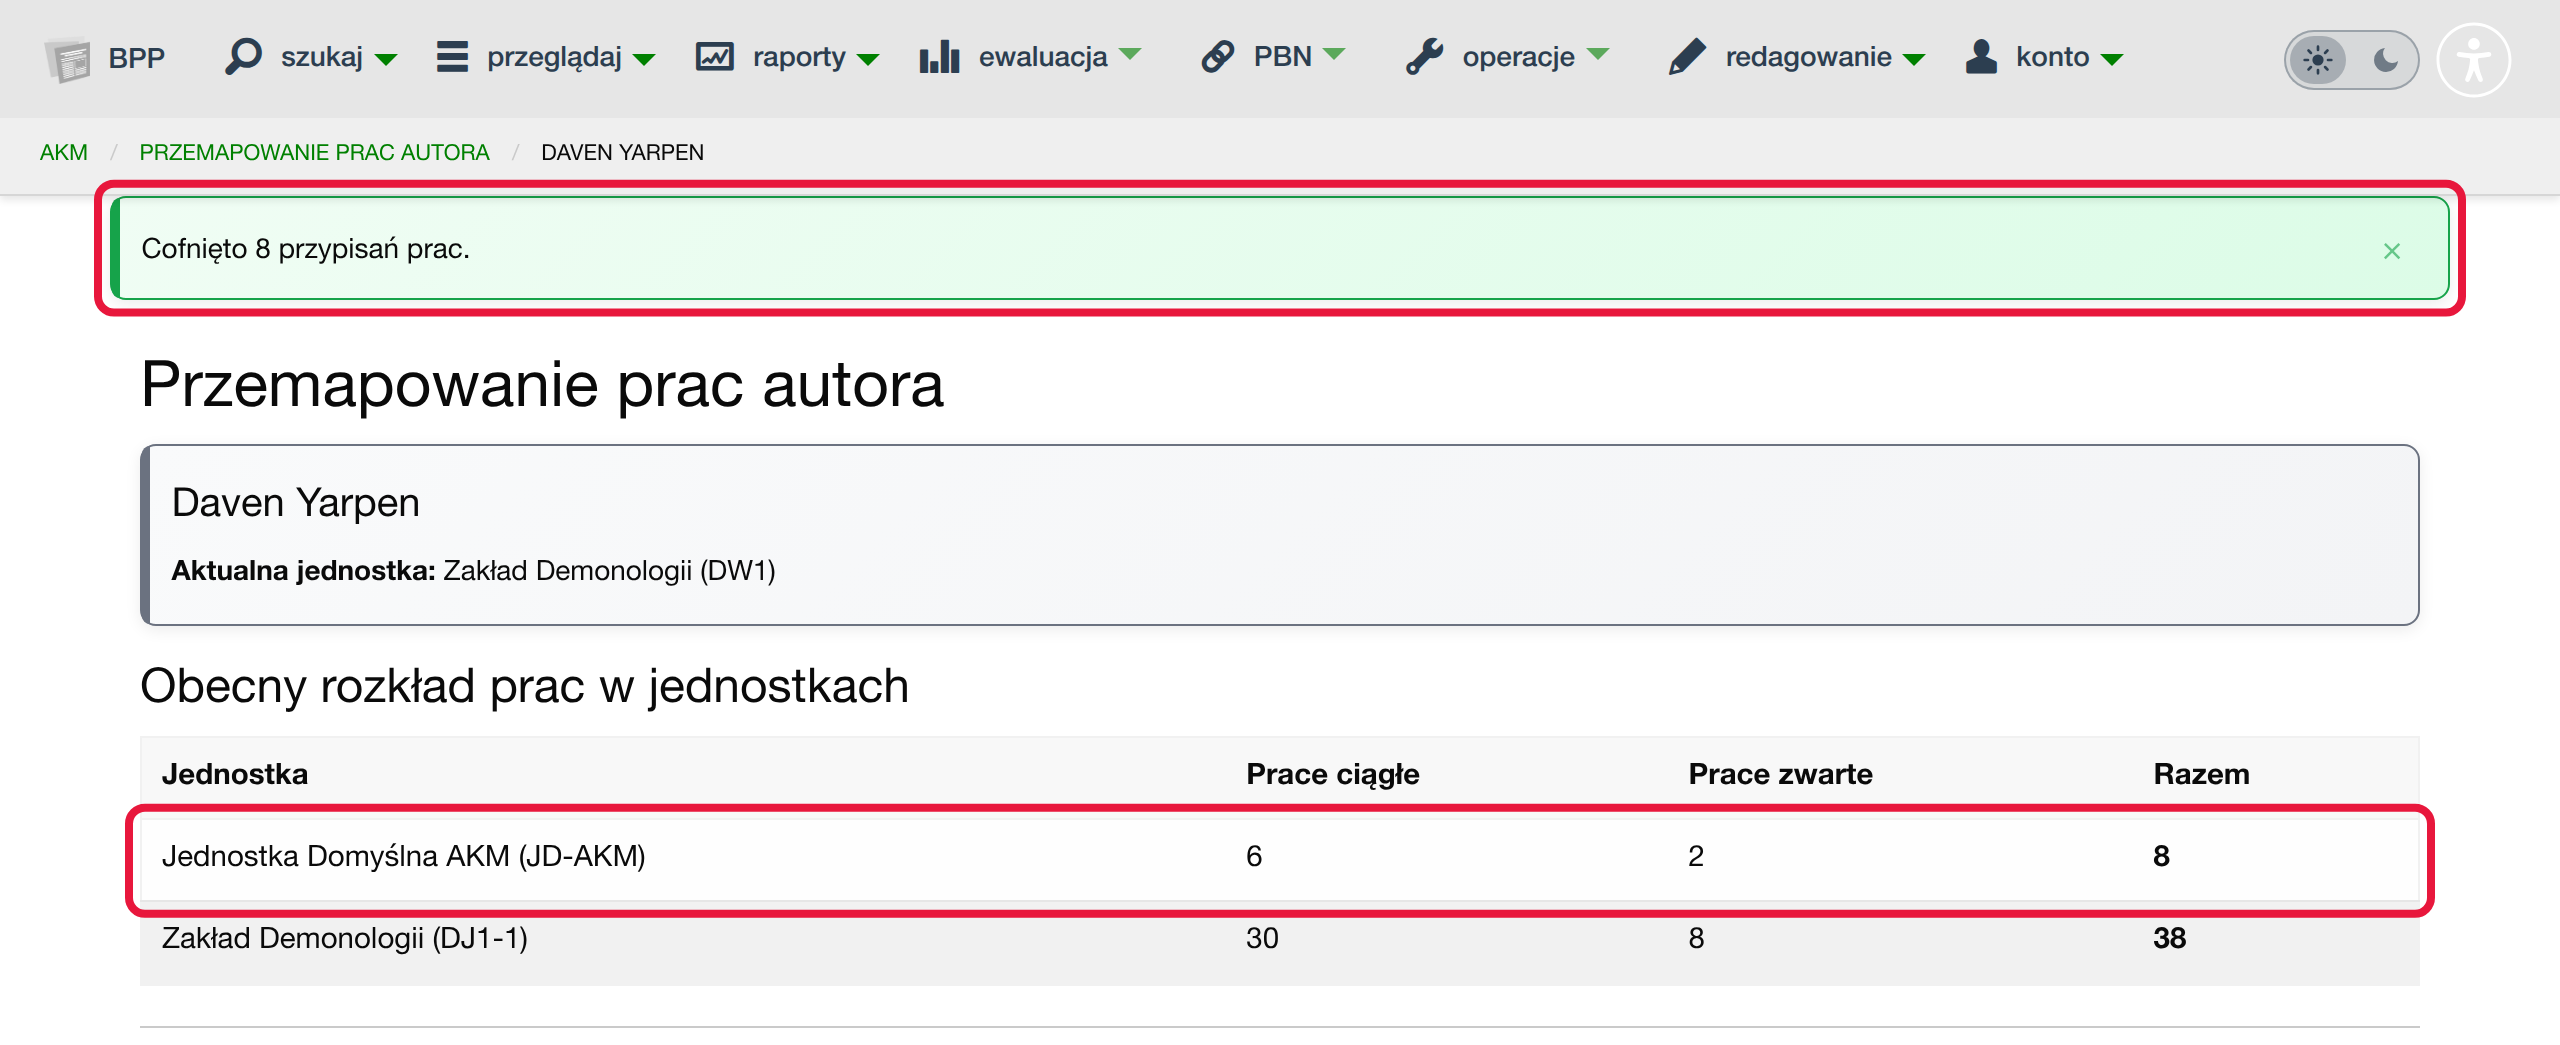 BPP szukaj przeglądaj raporty ewaluacja PBN operacje redagowanie konto
AKM / PRZEMAPOWANIE PRAC AUTORA / DAVEN YARPEN
Cofnięto 8 przypisań prac. ×
Przemapowanie prac autora
Daven Yarpen
Aktualna jednostka: Zakład Demonologii (DW1)
Obecny rozkład prac w jednostkach
Jednostka Prace ciągłe Prace zwarte Razem
Jednostka Domyślna AKM (JD-AKM) 6 2 8
Zakład Demonologii (DJ1-1) 30 8 38